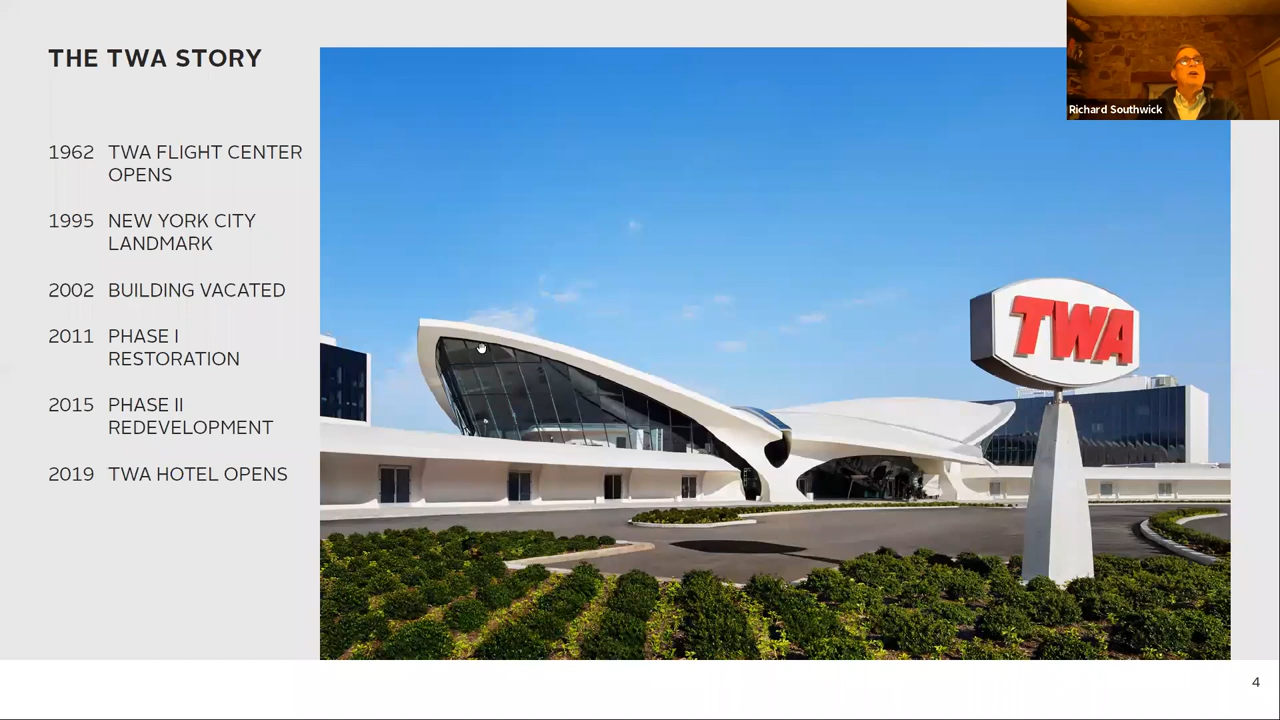 THE TWA STORY
1962 TWA FLIGHT CENTER
OPENS
1995 NEW YORK CITY
LANDMARK
2002 BUILDING VACATED
2011 PHASE I
RESTORATION
2015 PHASE II
REDEVELOPMENT
2019 TWA HOTEL OPENS
TWA
Richard Southwick
4